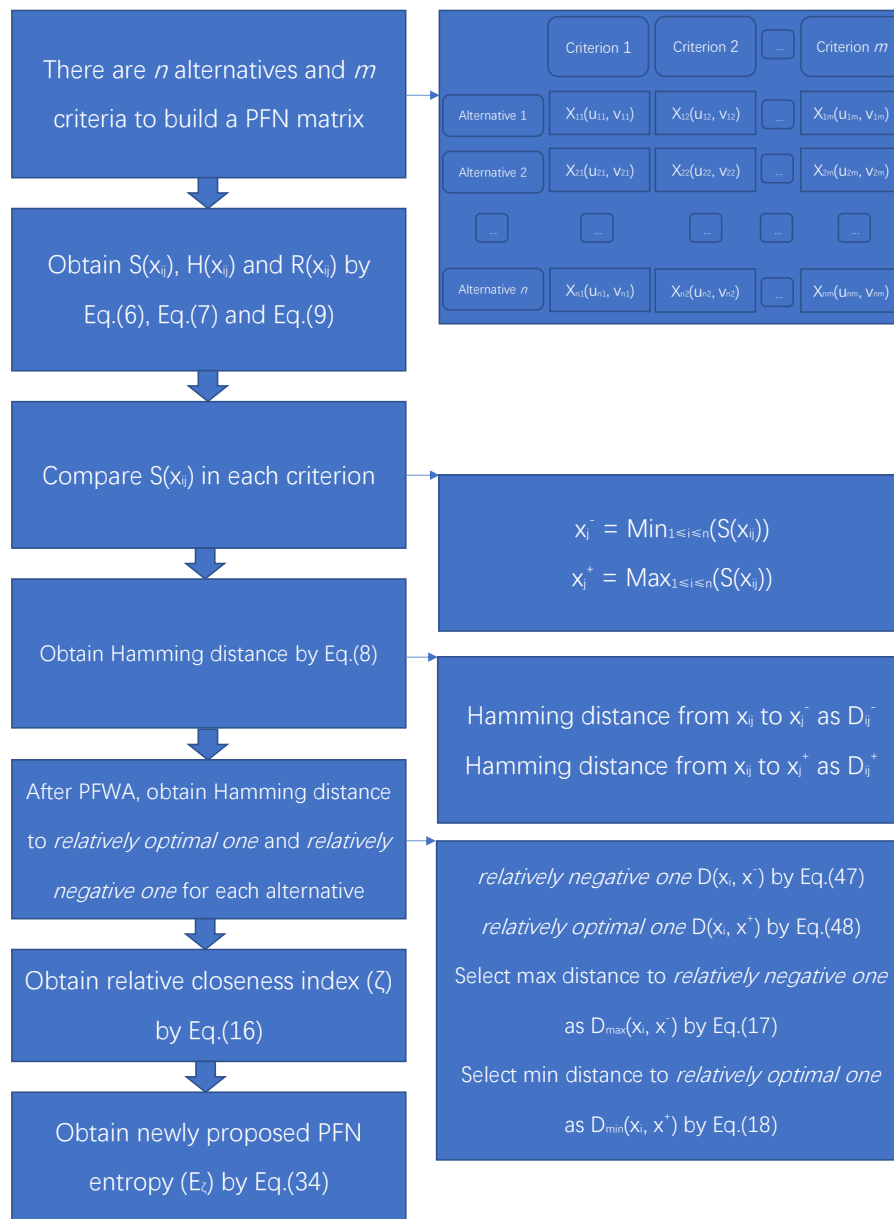 There are n alternatives and m
criteria to build a PFN matrix
Criterion 1 Criterion 2 ... Criterion m
Alternative 1 X₁₁(u₁₁, v₁₁) X₁₂(u₁₂, v₁₂) ... X₁ₘ(u₁ₘ, v₁ₘ)
Alternative 2 X₂₁(u₂₁, v₂₁) X₂₂(u₂₂, v₂₂) ... X₂ₘ(u₂ₘ, v₂ₘ)
... ... ... ... ...
Alternative n Xₙ₁(uₙ₁, vₙ₁) Xₙ₂(uₙ₂, vₙ₂) ... Xₙₘ(uₙₘ, vₙₘ)
Obtain S(xᵢⱼ), H(xᵢⱼ) and R(xᵢⱼ) by
Eq.(6), Eq.(7) and Eq.(9)
Compare S(xᵢⱼ) in each criterion
xⱼ⁻ = Min₁≤ᵢ≤ₙ(S(xᵢⱼ))
xⱼ⁺ = Max₁≤ᵢ≤ₙ(S(xᵢⱼ))
Obtain Hamming distance by Eq.(8)
Hamming distance from xᵢⱼ to xⱼ⁻ as Dᵢⱼ⁻
Hamming distance from xᵢⱼ to xⱼ⁺ as Dᵢⱼ⁺
After PFWA, obtain Hamming distance
to relatively optimal one and relatively
negative one for each alternative
relatively negative one D(xᵢ, x⁻) by Eq.(47)
relatively optimal one D(xᵢ, x⁺) by Eq.(48)
Select max distance to relatively negative one
as Dₘₐₓ(xᵢ, x⁻) by Eq.(17)
Select min distance to relatively optimal one
as Dₘᵢₙ(xᵢ, x⁺) by Eq.(18)
Obtain relative closeness index (ζ)
by Eq.(16)
Obtain newly proposed PFN
entropy (E_ζ) by Eq.(34)